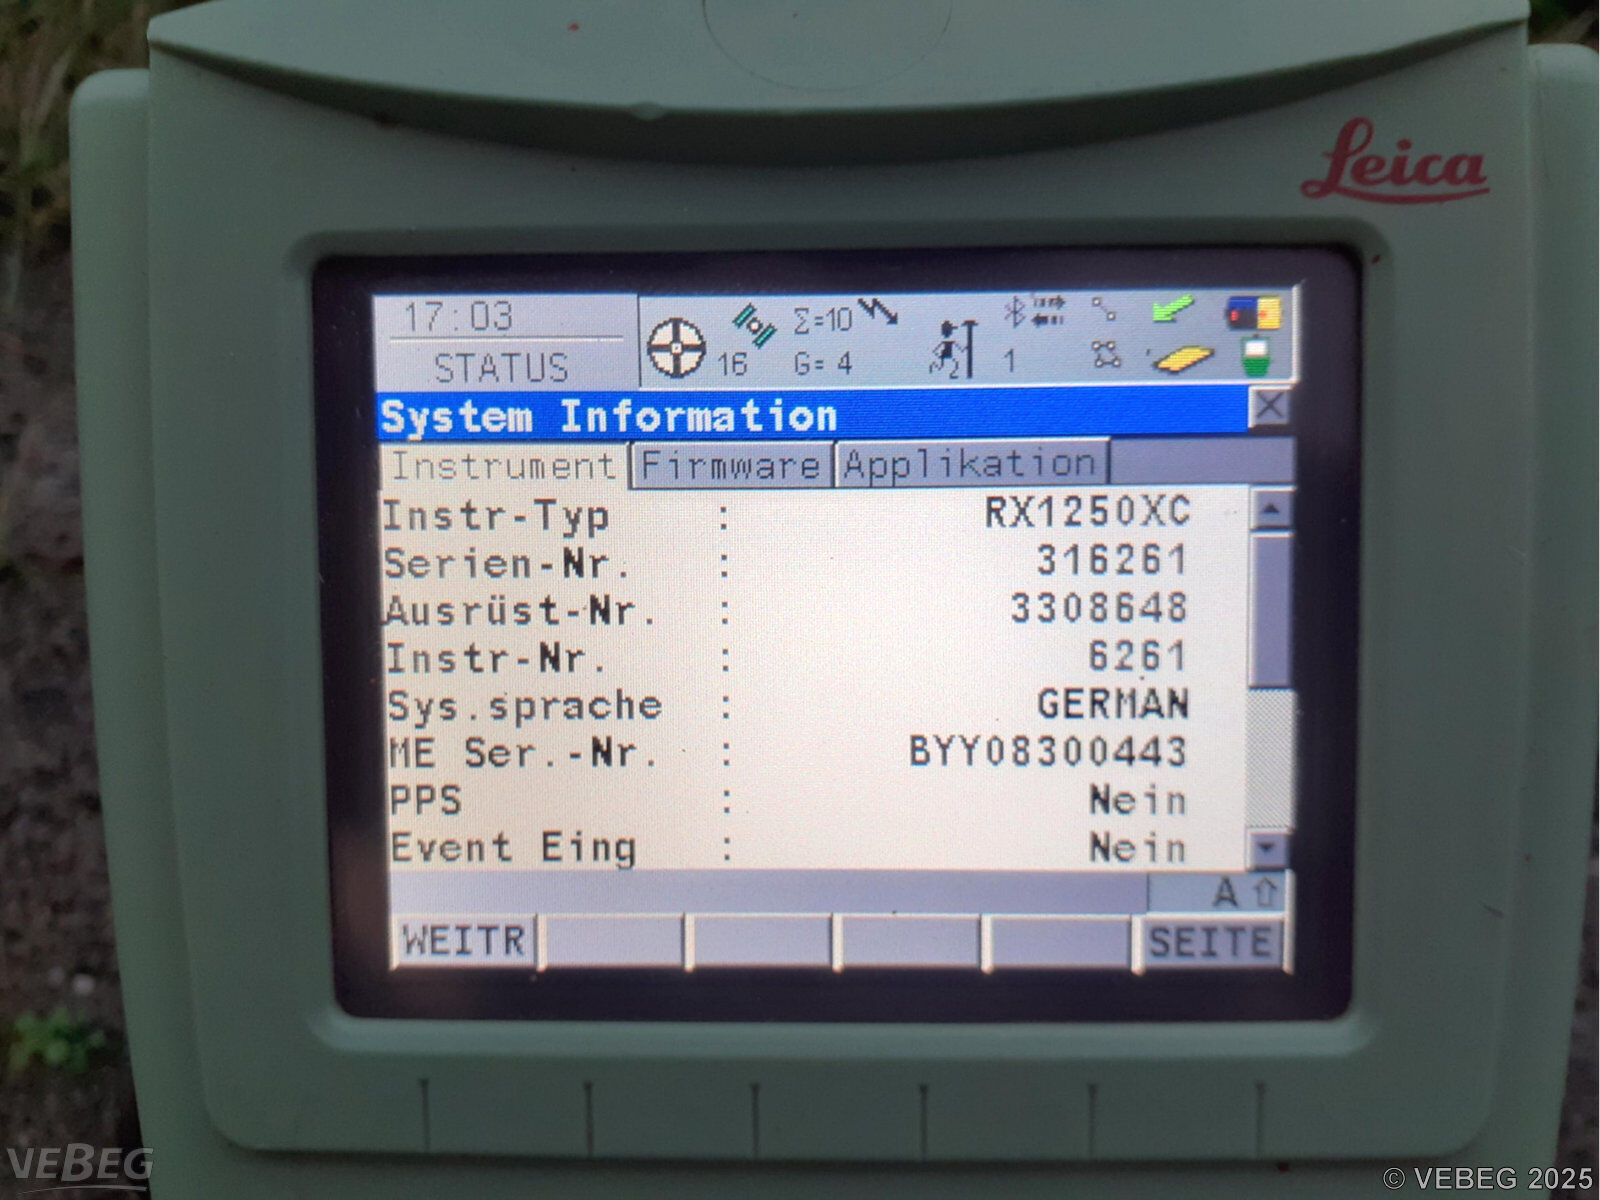 Leica
17:03
STATUS
16
Σ=10
G= 4
2
1
System Information
Instrument Firmware Applikation
Instr-Typ : RX1250XC
Serien-Nr. : 316261
Ausrüst-Nr. : 3308648
Instr-Nr. : 6261
Sys.sprache : GERMAN
ME Ser.-Nr. : BYY08300443
PPS : Nein
Event Eing : Nein
A
WEITR SEITE
VEBEG
© VEBEG 2025